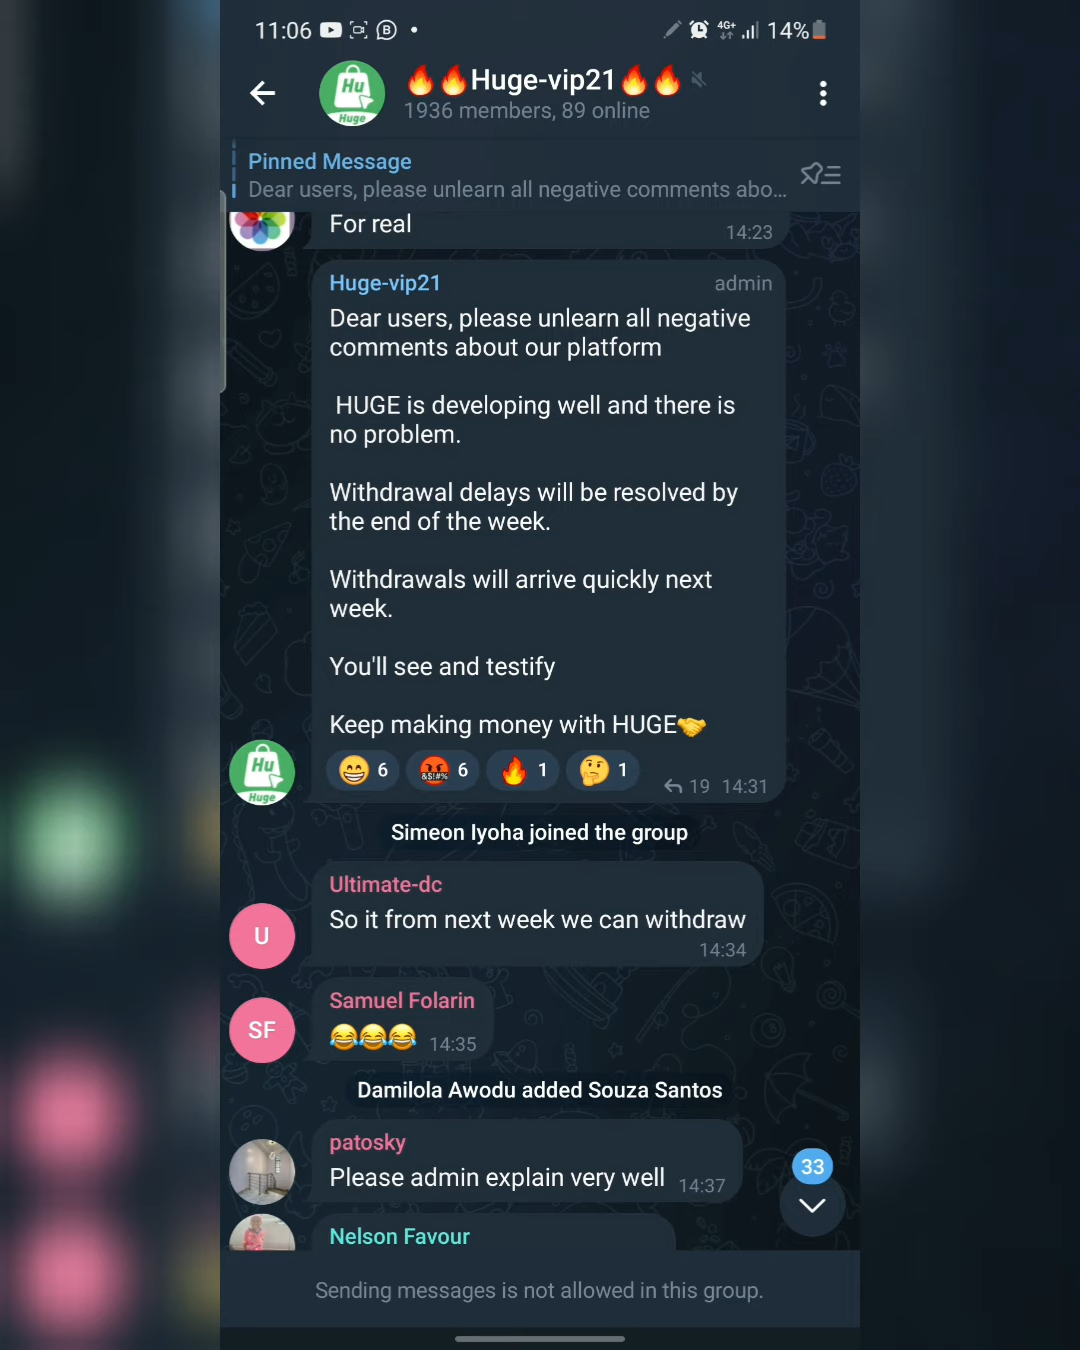 11:06 4G+ 14%
Hu
Huge
🔥🔥Huge-vip21🔥🔥
1936 members, 89 online
Pinned Message
Dear users, please unlearn all negative comments abo...
For real
14:23
Huge-vip21 admin
Dear users, please unlearn all negative
comments about our platform
HUGE is developing well and there is
no problem.
Withdrawal delays will be resolved by
the end of the week.
Withdrawals will arrive quickly next
week.
You'll see and testify
Keep making money with HUGE🤝
Hu
Huge
😁 6 🤬 6 🔥 1 🤔 1
19 14:31
Simeon Iyoha joined the group
Ultimate-dc
U
So it from next week we can withdraw
14:34
Samuel Folarin
SF
😂😂😂 14:35
Damilola Awodu added Souza Santos
patosky
Please admin explain very well 14:37
33
Nelson Favour
Sending messages is not allowed in this group.